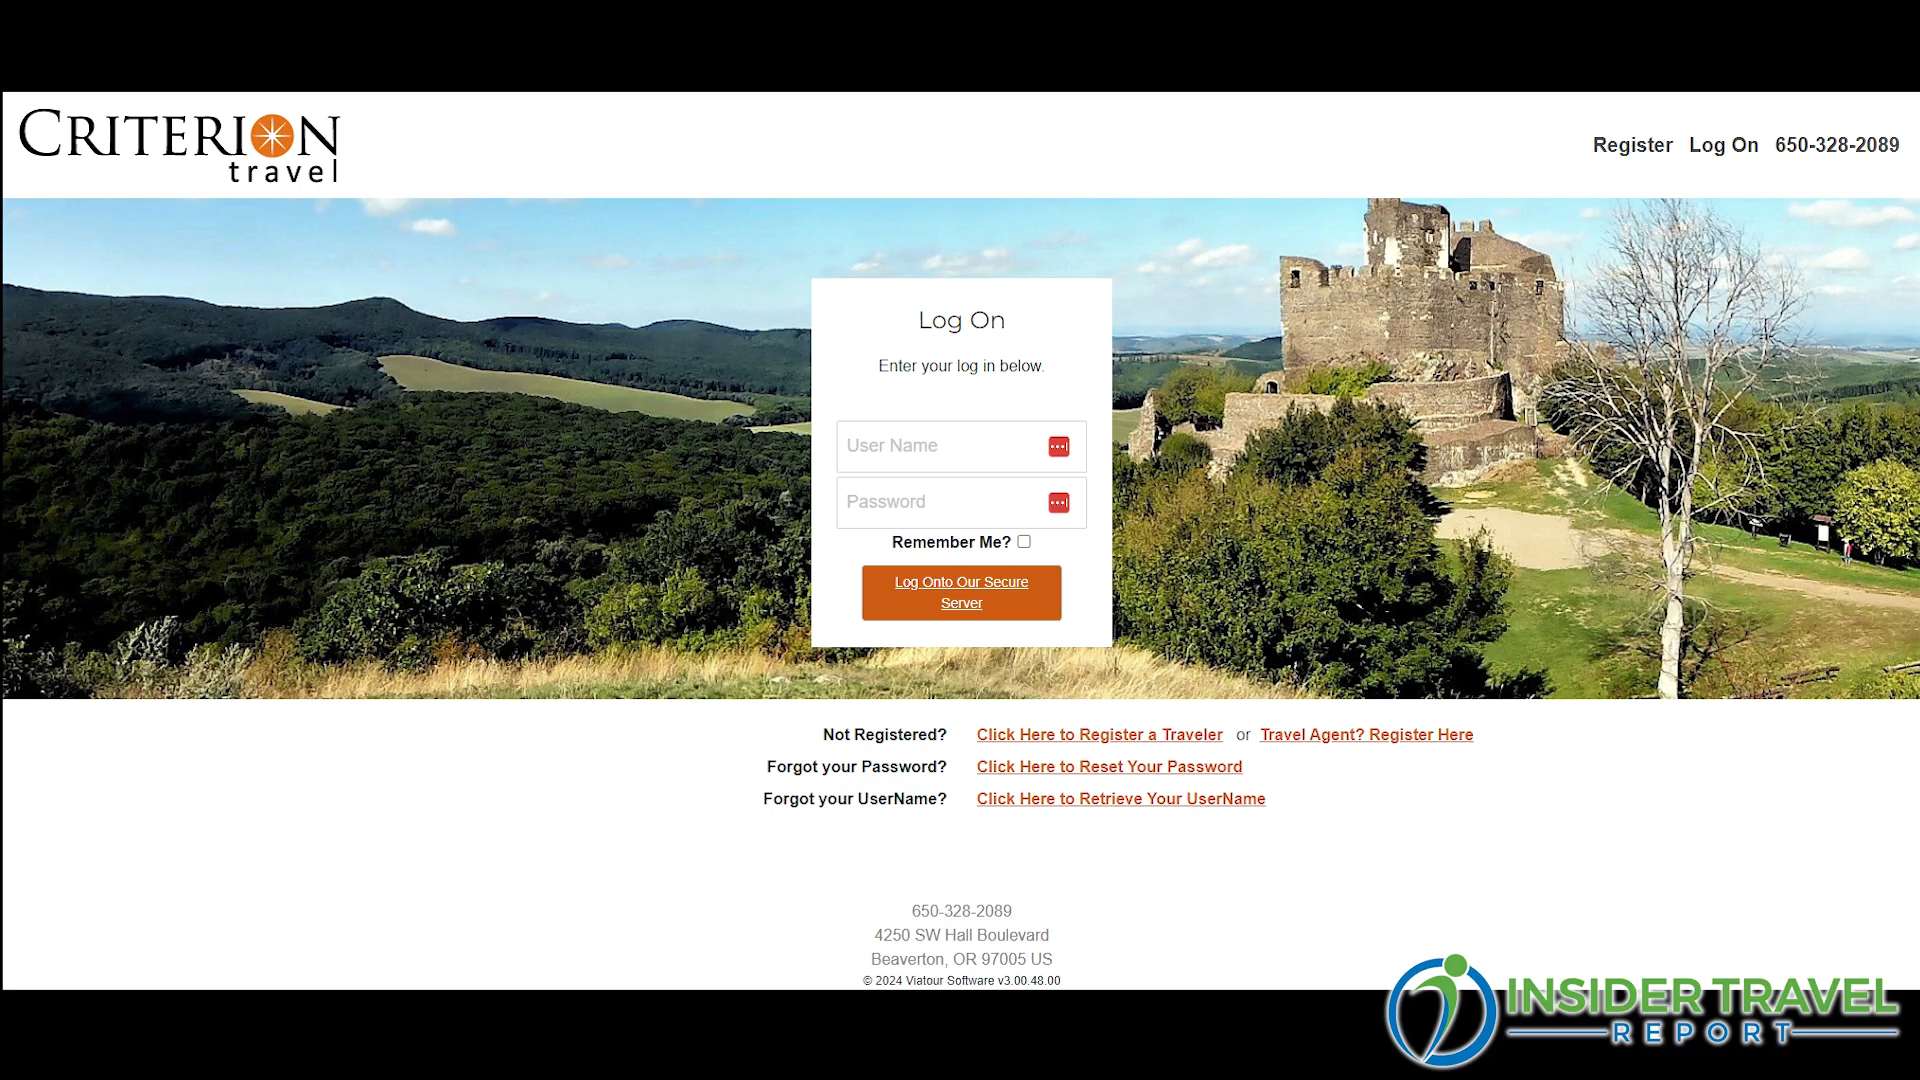 CRITERION
travel
Register Log On 650-328-2089
Log On
Enter your log in below.
User Name
Password
Remember Me?
Log Onto Our Secure
Server
Not Registered? Click Here to Register a Traveler or Travel Agent? Register Here
Forgot your Password? Click Here to Reset Your Password
Forgot your UserName? Click Here to Retrieve Your UserName
650-328-2089
4250 SW Hall Boulevard
Beaverton, OR 97005 US
© 2024 Viatour Software v3.00.48.00
INSIDER TRAVEL
REPORT